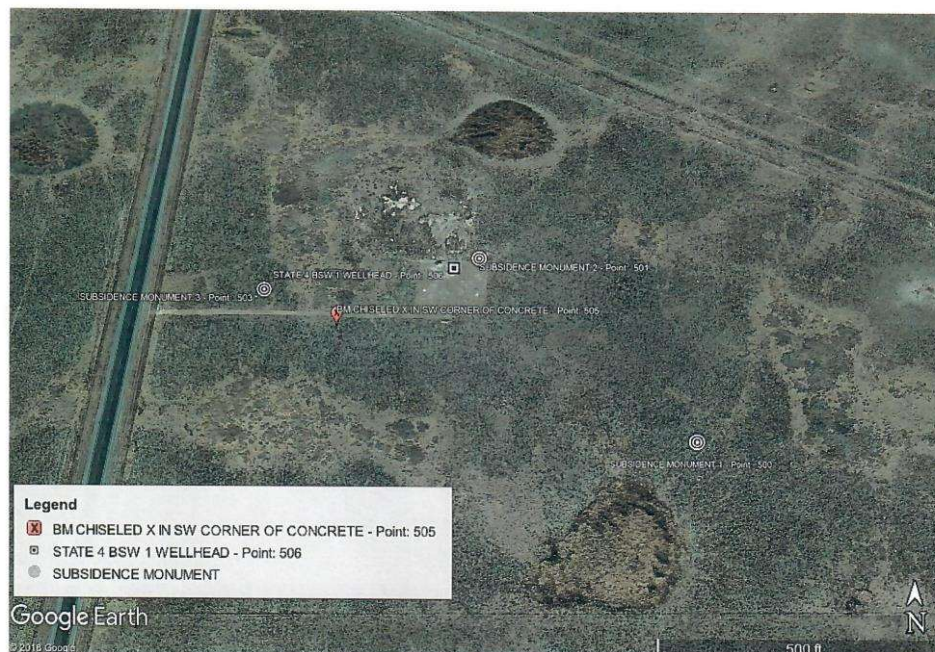 SUBSIDENCE MONUMENT 2 - Point: 501
STATE 4 BSW 1 WELLHEAD - Point: 506
SUBSIDENCE MONUMENT 3 - Point: 503
BM CHISELED X IN SW CORNER OF CONCRETE - Point: 505
SUBSIDENCE MONUMENT 1 - Point: 500
Legend
X BM CHISELED X IN SW CORNER OF CONCRETE - Point: 505
STATE 4 BSW 1 WELLHEAD - Point: 506
SUBSIDENCE MONUMENT
Google Earth
© 2018 Google
N
500 ft